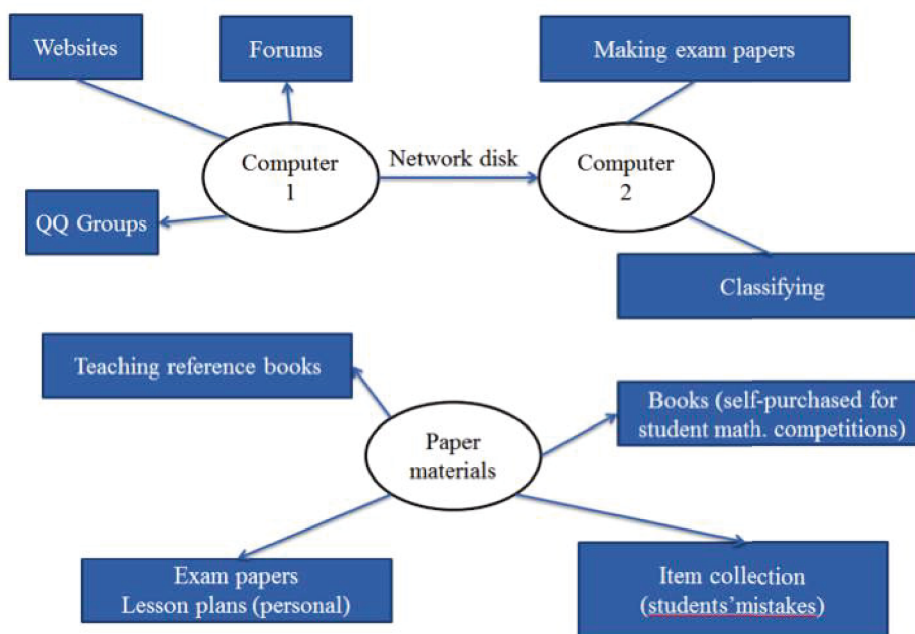 Websites
Forums
Making exam papers
Computer
1
Network disk
Computer
2
QQ Groups
Classifying
Teaching reference books
Books (self-purchased for
student math. competitions)
Paper
materials
Exam papers
Lesson plans (personal)
Item collection
(students'mistakes)